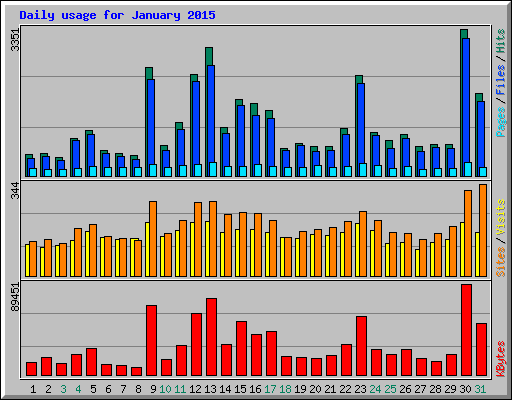 Daily usage for January 2015
3351
Pages / Files / Hits
344
Sites / Visits
89451
KBytes
1 2 3 4 5 6 7 8 9 10 11 12 13 14 15 16 17 18 19 20 21 22 23 24 25 26 27 28 29 30 31